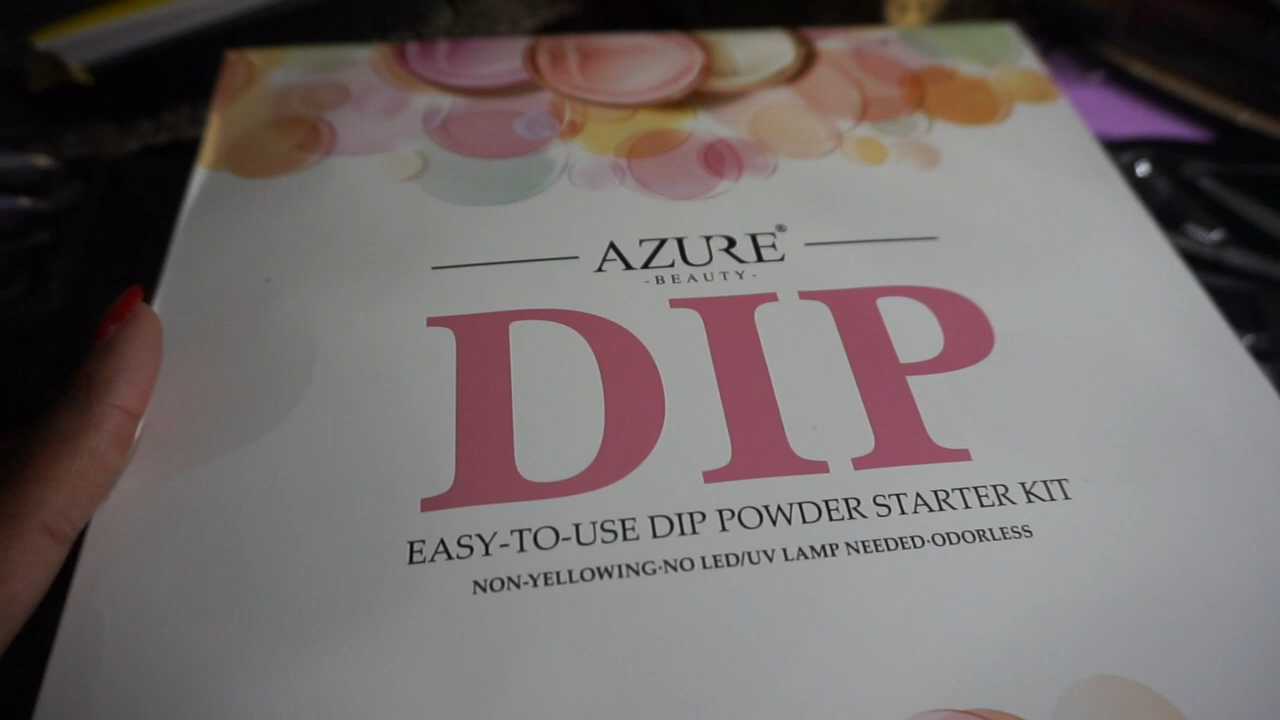 AZURE®
-BEAUTY-
DIP
EASY-TO-USE DIP POWDER STARTER KIT
NON-YELLOWING·NO LED/UV LAMP NEEDED·ODORLESS